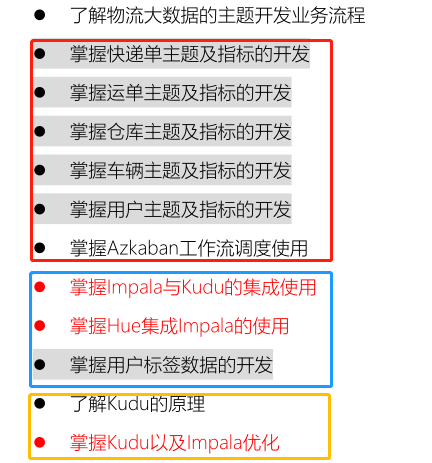 ● 了解物流大数据的主题开发业务流程
● 掌握快递单主题及指标的开发
● 掌握运单主题及指标的开发
● 掌握仓库主题及指标的开发
● 掌握车辆主题及指标的开发
● 掌握用户主题及指标的开发
● 掌握Azkaban工作流调度使用
● 掌握Impala与Kudu的集成使用
● 掌握Hue集成Impala的使用
● 掌握用户标签数据的开发
● 了解Kudu的原理
● 掌握Kudu以及Impala优化